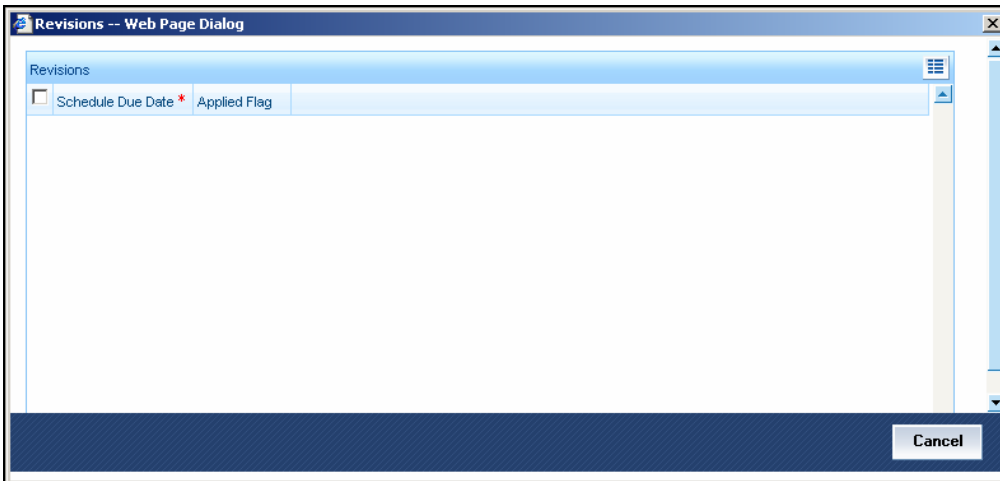 Revisions -- Web Page Dialog
Revisions
Schedule Due Date * Applied Flag
Cancel